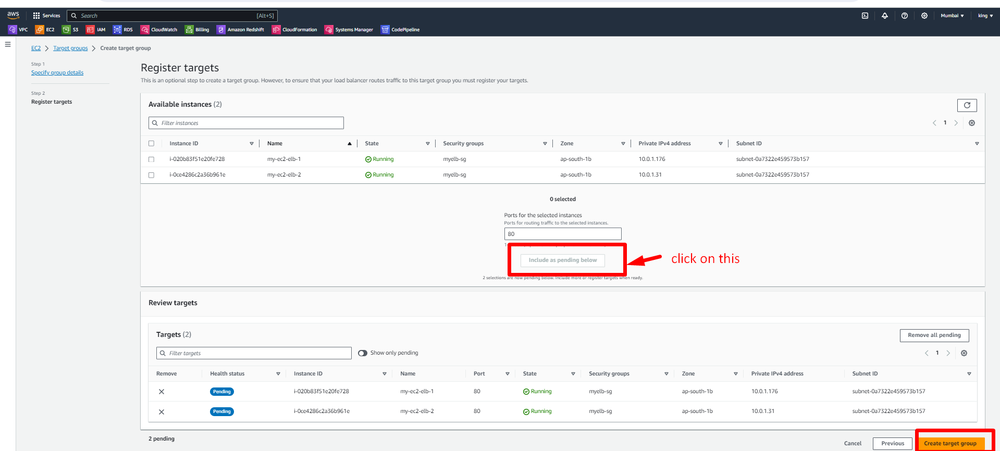 aws Services Search [Alt+S] Mumbai king
VPC EC2 S3 IAM RDS CloudWatch Billing Amazon Redshift CloudFormation Systems Manager CodePipeline
EC2 Target groups Create target group
Step 1
Specify group details
Step 2
Register targets
Register targets
This is an optional step to create a target group. However, to ensure that your load balancer routes traffic to this target group you must register your targets.
Available instances (2)
Filter instances
1
Instance ID Name State Security groups Zone Private IPv4 address Subnet ID
i-020b83f51e20fe728 my-ec2-elb-1 Running myelb-sg ap-south-1b 10.0.1.176 subnet-0a7322e459573b157
i-0ce4286c2a36b961e my-ec2-elb-2 Running myelb-sg ap-south-1b 10.0.1.31 subnet-0a7322e459573b157
0 selected
Ports for the selected instances
Ports for routing traffic to the selected instances.
80
Include as pending below
click on this
2 selections are now pending below. Include more or register targets when ready.
Review targets
Targets (2)
Remove all pending
Filter targets Show only pending
1
Remove Health status Instance ID Name Port State Security groups Zone Private IPv4 address Subnet ID
Pending i-020b83f51e20fe728 my-ec2-elb-1 80 Running myelb-sg ap-south-1b 10.0.1.176 subnet-0a7322e459573b157
Pending i-0ce4286c2a36b961e my-ec2-elb-2 80 Running myelb-sg ap-south-1b 10.0.1.31 subnet-0a7322e459573b157
2 pending
Cancel Previous Create target group